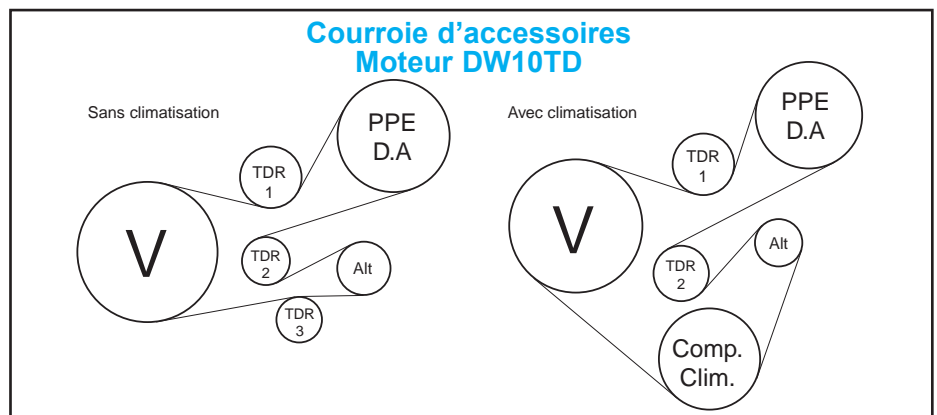 Courroie d’accessoires
Moteur DW10TD
Sans climatisation
PPE
D.A
TDR
1
V
TDR
2
Alt
TDR
3
Avec climatisation
PPE
D.A
TDR
1
V
Alt
TDR
2
Comp.
Clim.